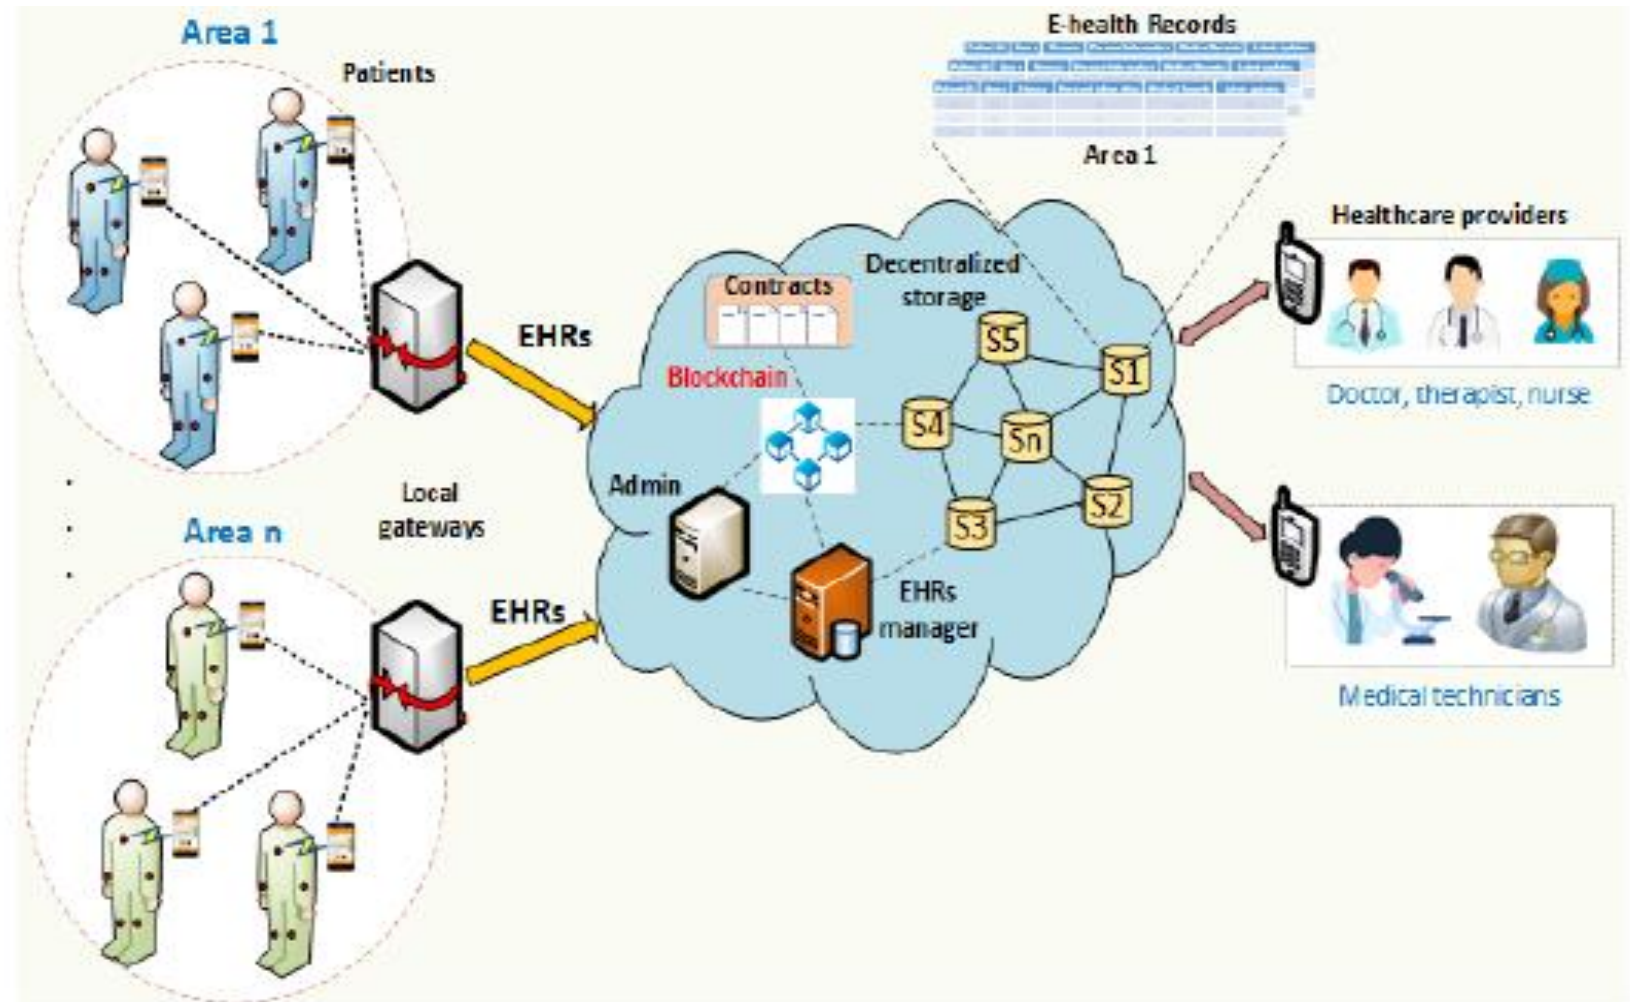 Area 1
Patients
E-health Records
Area 1
Healthcare providers
Doctor, therapist, nurse
Contracts
Decentralized
storage
Blockchain
S5
S1
S4
Sn
S2
S3
EHRs
Admin
Local
gateways
Area n
EHRs
EHRs
manager
Medical technicians